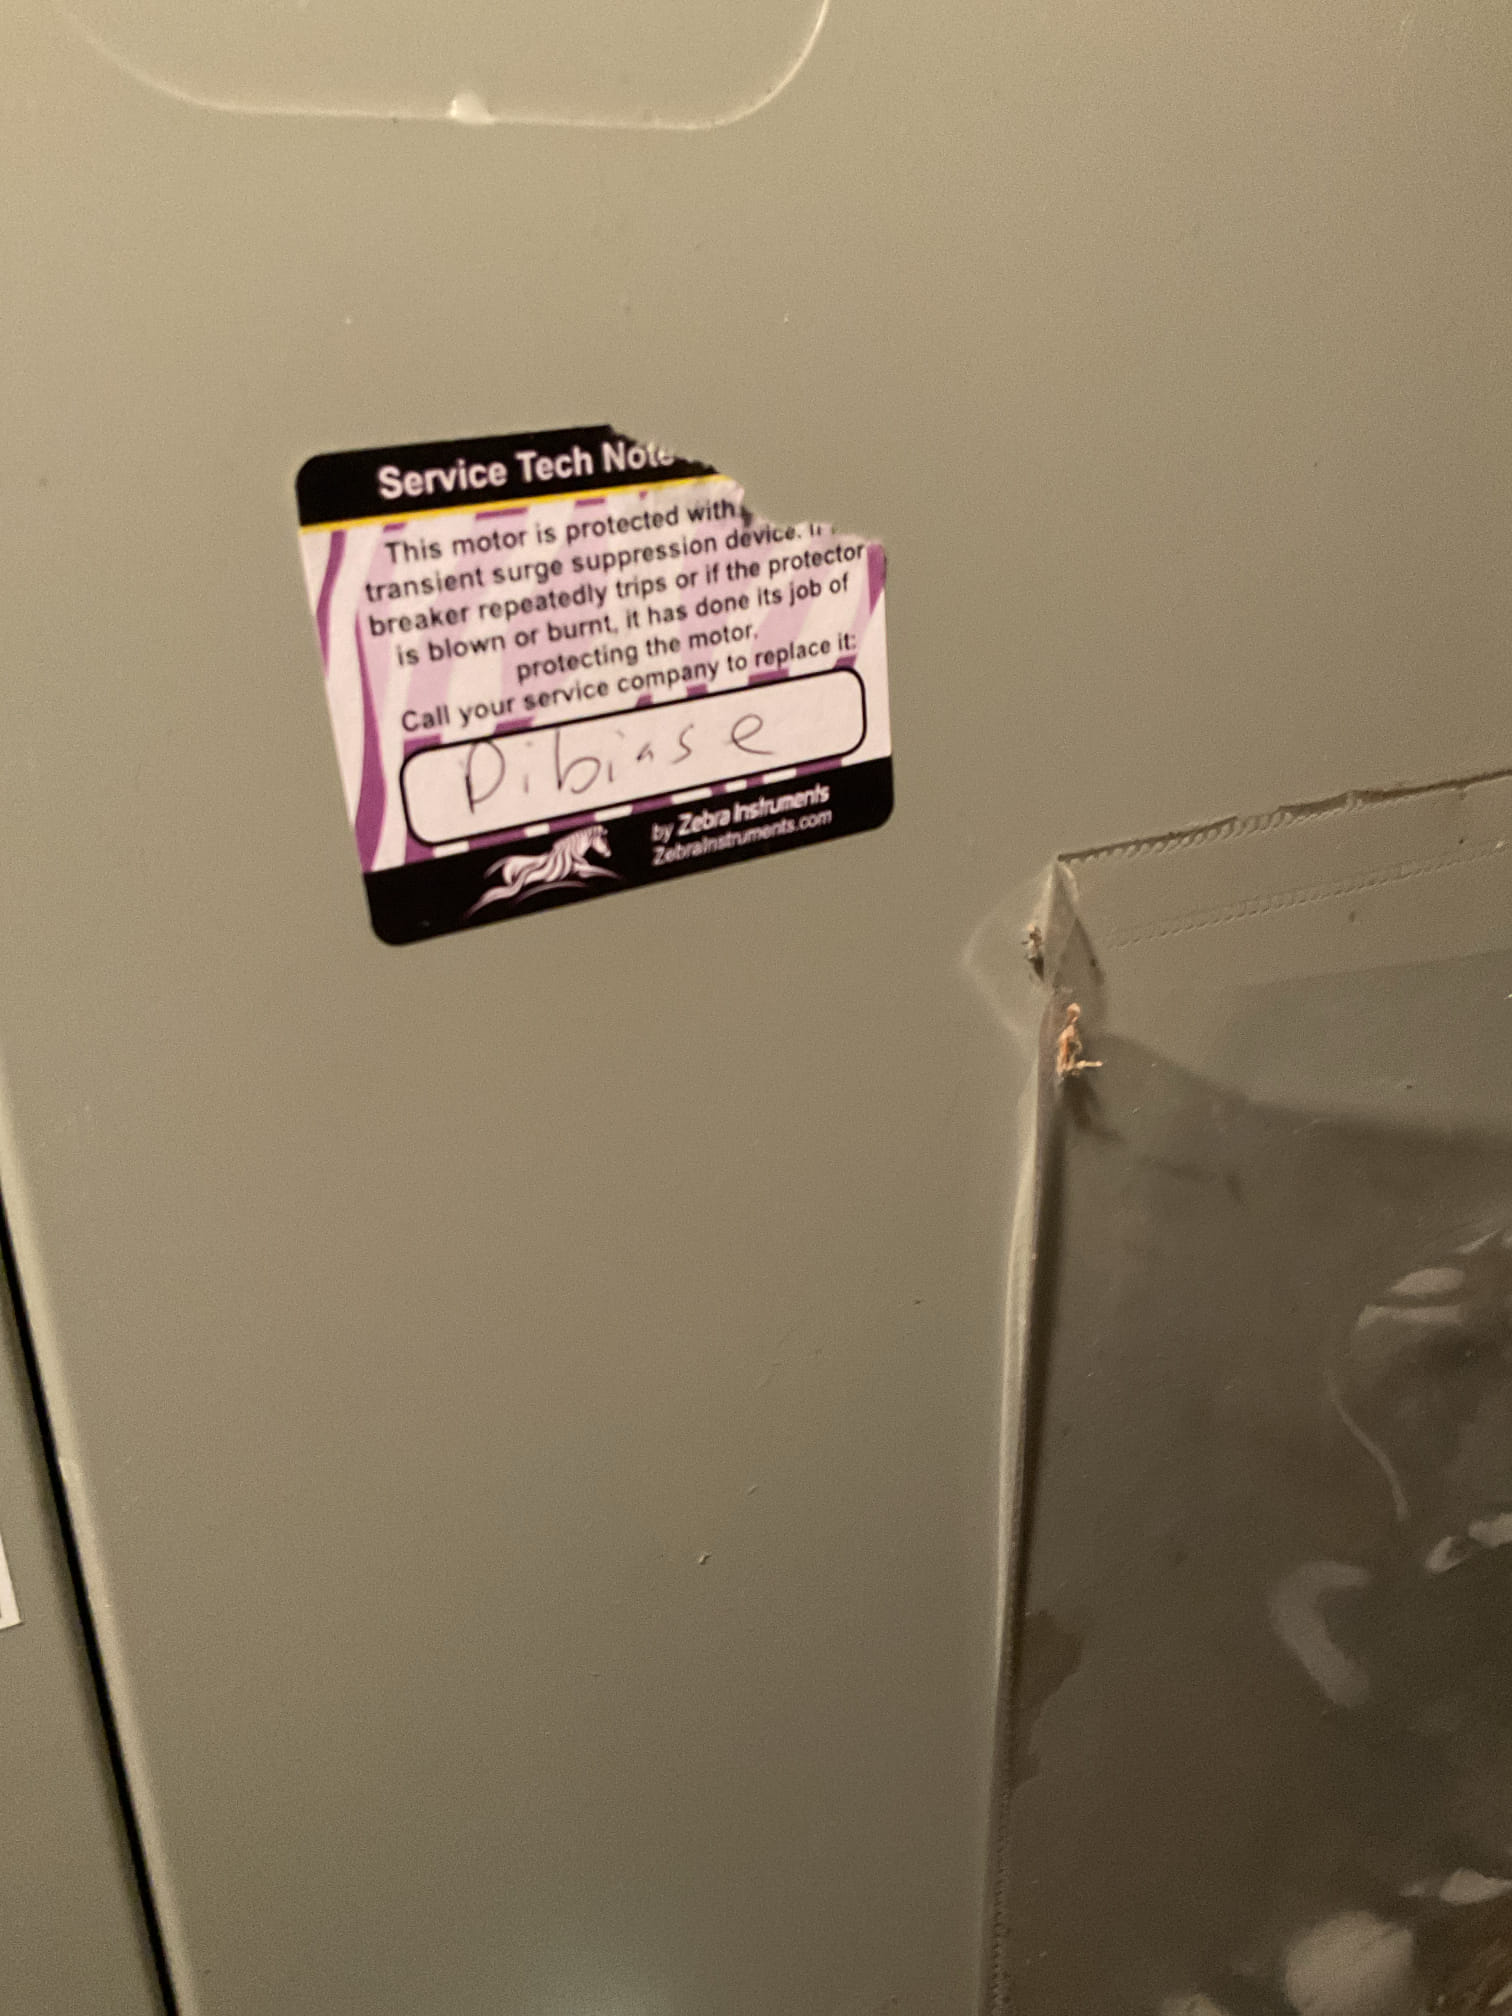 Service Tech Note
This motor is protected with
transient surge suppression device.
breaker repeatedly trips or if the protector
is blown or burnt, it has done its job of
protecting the motor.
Call your service company to replace it:
Dibiase
by Zebra Instruments
ZebraInstruments.com